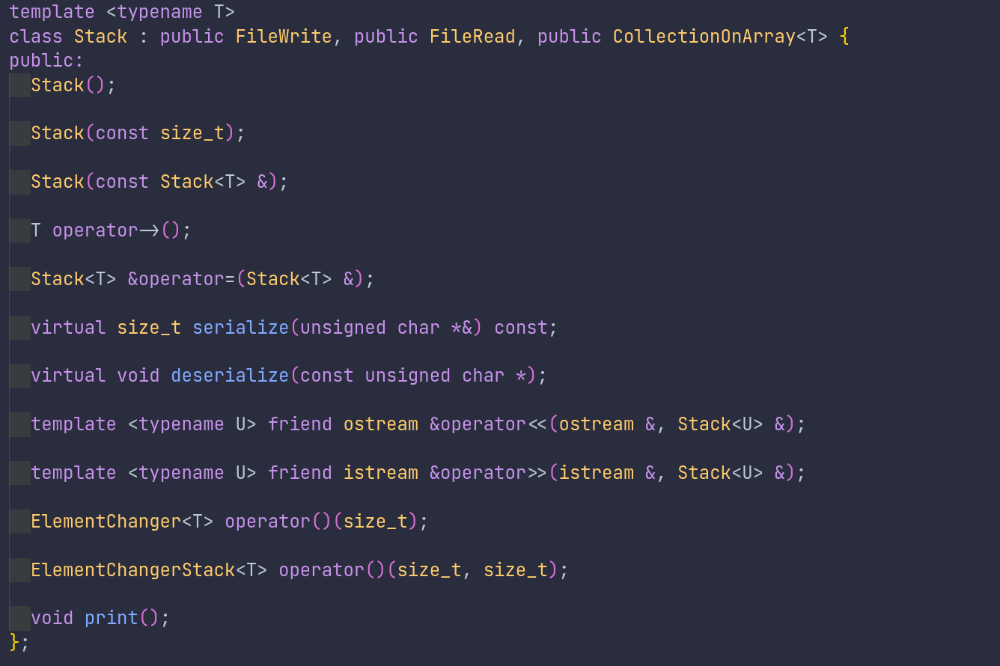 template <typename T>
class Stack : public FileWrite, public FileRead, public CollectionOnArray<T> {
public:
  Stack();

  Stack(const size_t);

  Stack(const Stack<T> &);

  T operator->();

  Stack<T> &operator=(Stack<T> &);

  virtual size_t serialize(unsigned char *&) const;

  virtual void deserialize(const unsigned char *);

  template <typename U> friend ostream &operator<<(ostream &, Stack<U> &);

  template <typename U> friend istream &operator>>(istream &, Stack<U> &);

  ElementChanger<T> operator()(size_t);

  ElementChangerStack<T> operator()(size_t, size_t);

  void print();
};